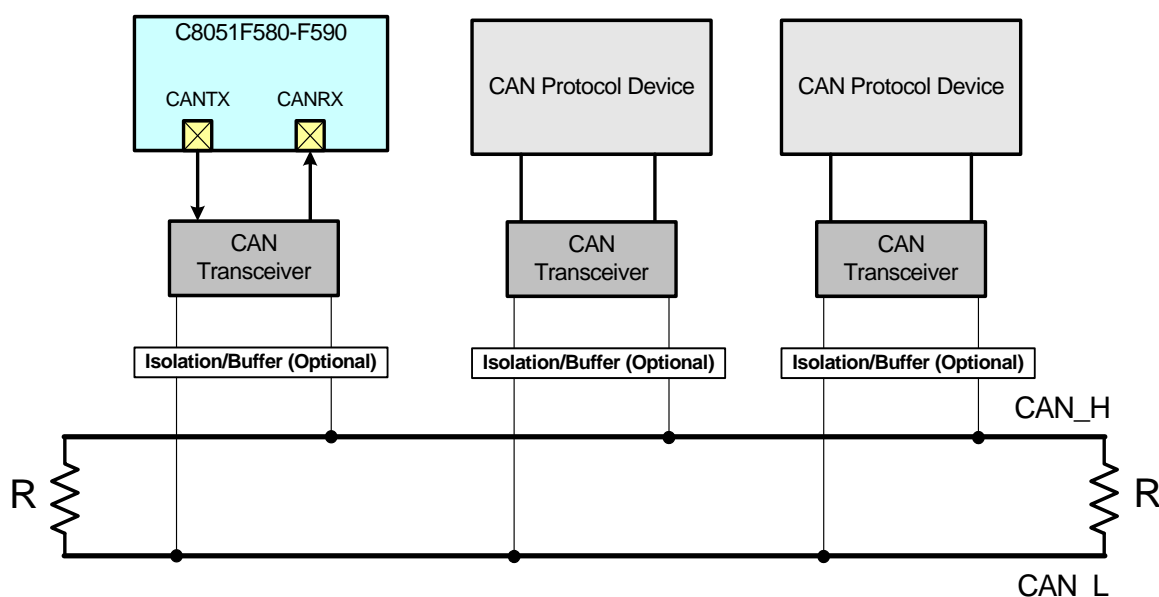 C8051F580-F590
CANTX CANRX
CAN Protocol Device
CAN Protocol Device
CAN
Transceiver
CAN
Transceiver
CAN
Transceiver
Isolation/Buffer (Optional)
Isolation/Buffer (Optional)
Isolation/Buffer (Optional)
CAN_H
R
R
CAN_L